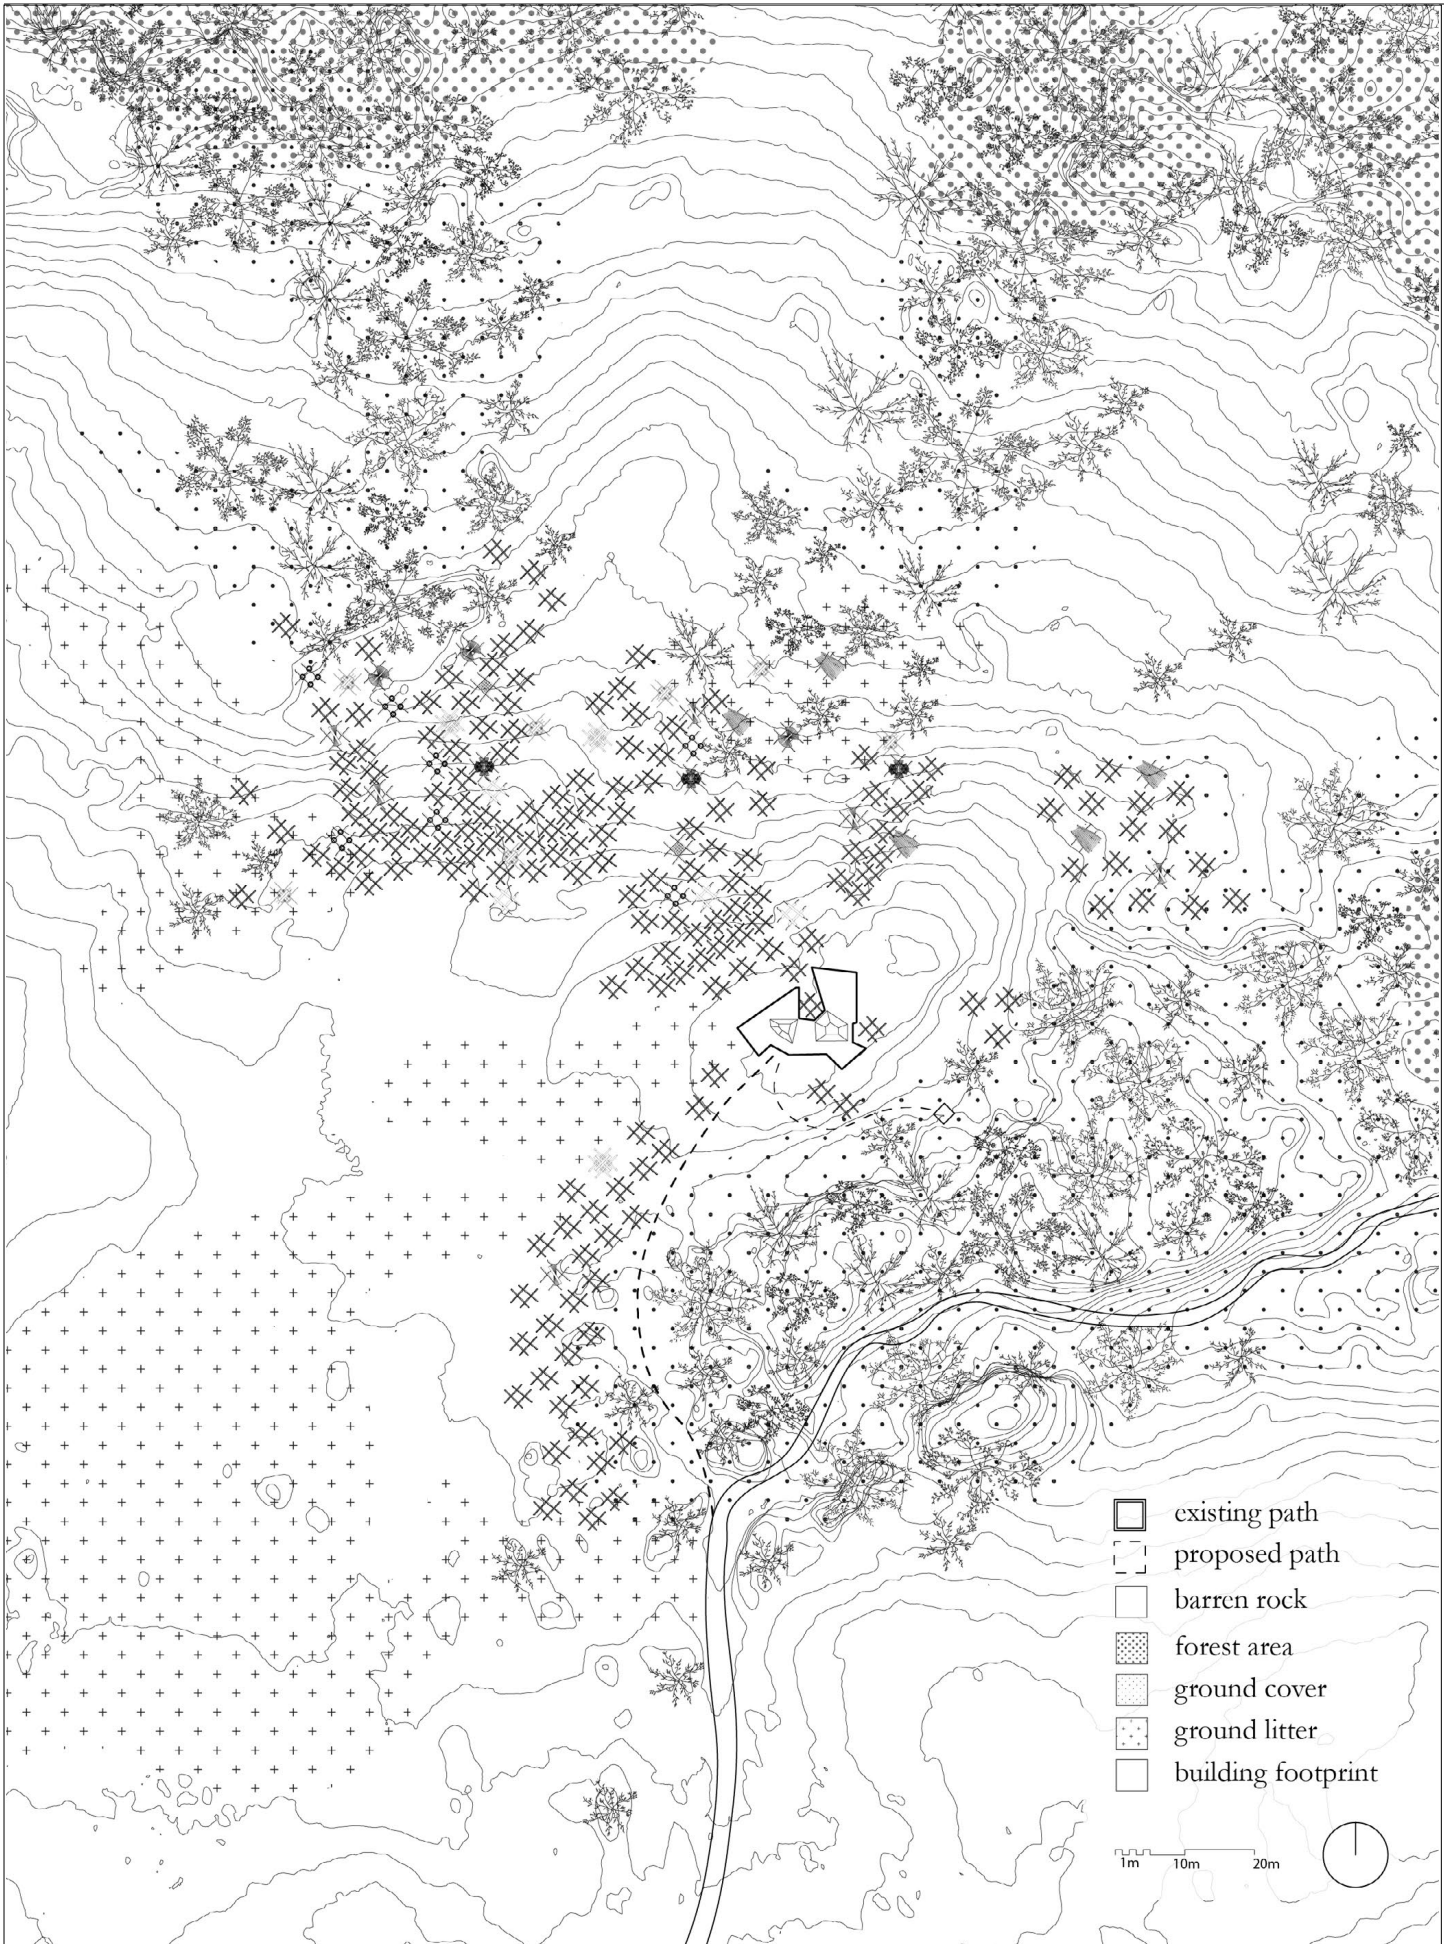 existing path
proposed path
barren rock
forest area
ground cover
ground litter
building footprint
1m 10m 20m